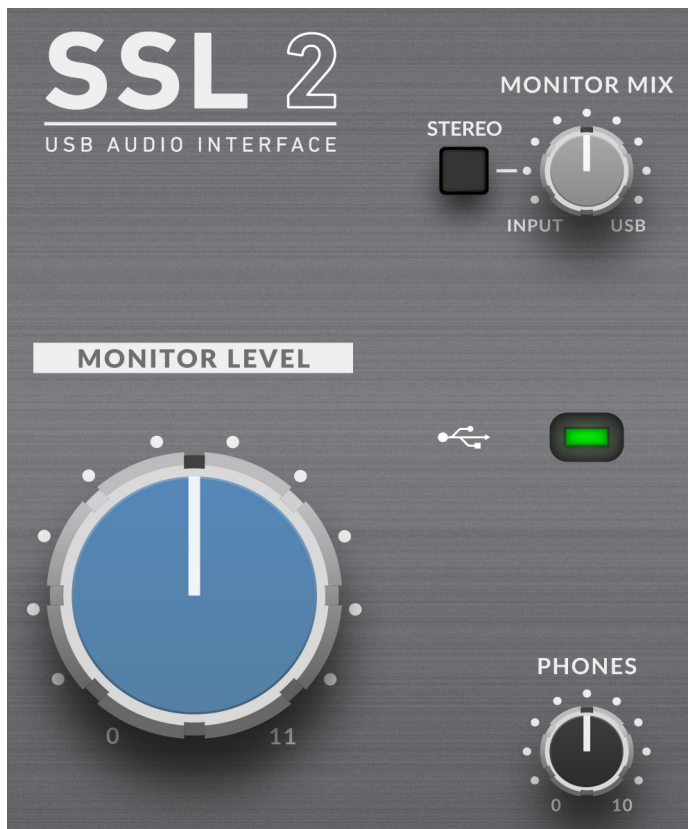 SSL 2
USB AUDIO INTERFACE
MONITOR MIX
STEREO
INPUT USB
MONITOR LEVEL
0 11
PHONES
0 10